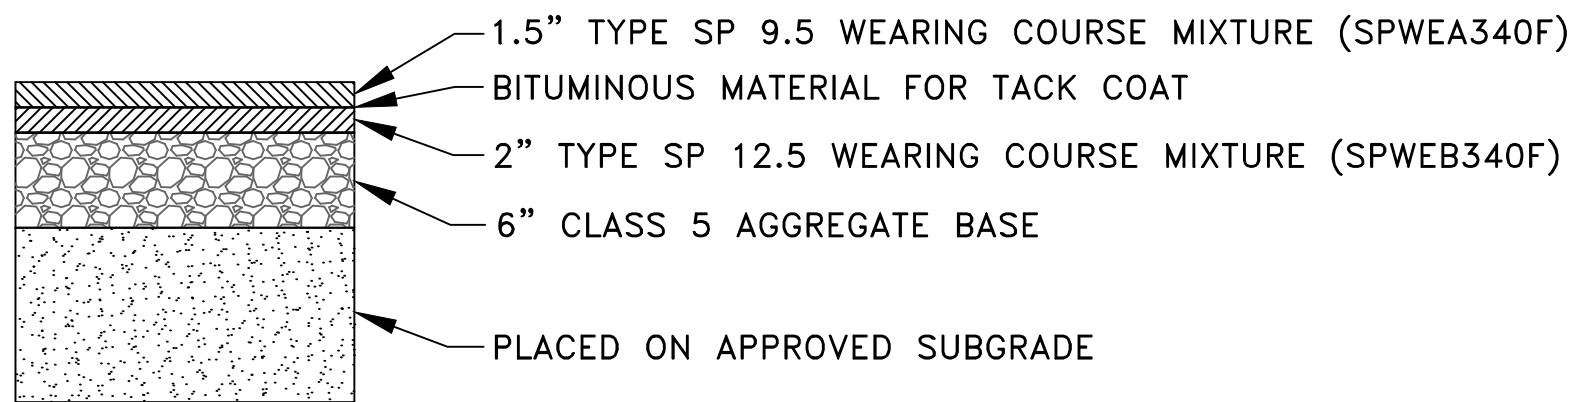 1.5” TYPE SP 9.5 WEARING COURSE MIXTURE (SPWEA340F)
BITUMINOUS MATERIAL FOR TACK COAT
2” TYPE SP 12.5 WEARING COURSE MIXTURE (SPWEB340F)
6” CLASS 5 AGGREGATE BASE
PLACED ON APPROVED SUBGRADE